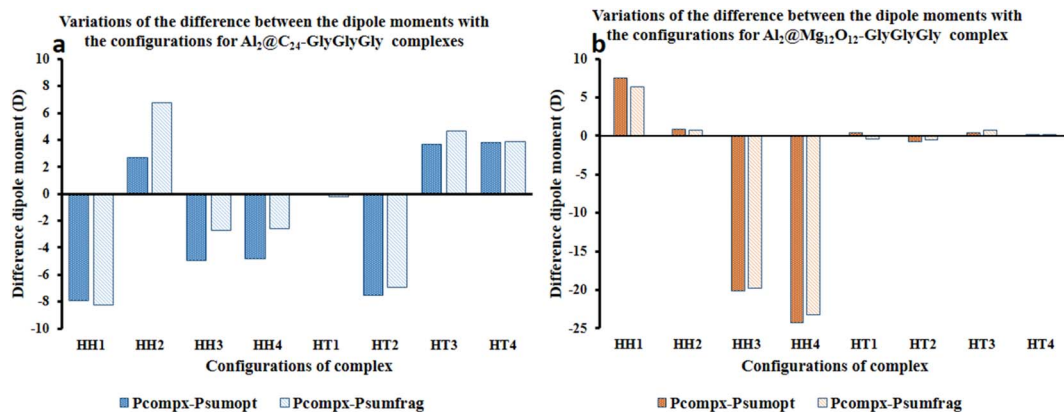 Variations of the difference between the dipole moments with
the configurations for Al₂@C₂₄-GlyGlyGly complexes
a
Difference dipole moment (D)
8
6
4
2
0
-2
-4
-6
-8
-10
HH1 HH2 HH3 HH4 HT1 HT2 HT3 HT4
Configurations of complex
Pcompx-Psumopt Pcompx-Psumfrag
Variations of the difference between the dipole moments with
the configurations for Al₂@Mg₁₂O₁₂-GlyGlyGly complex
b
Difference dipole moment (D)
10
5
0
-5
-10
-15
-20
-25
HH1 HH2 HH3 HH4 HT1 HT2 HT3 HT4
Configurations of complex
Pcompx-Psumopt Pcompx-Psumfrag